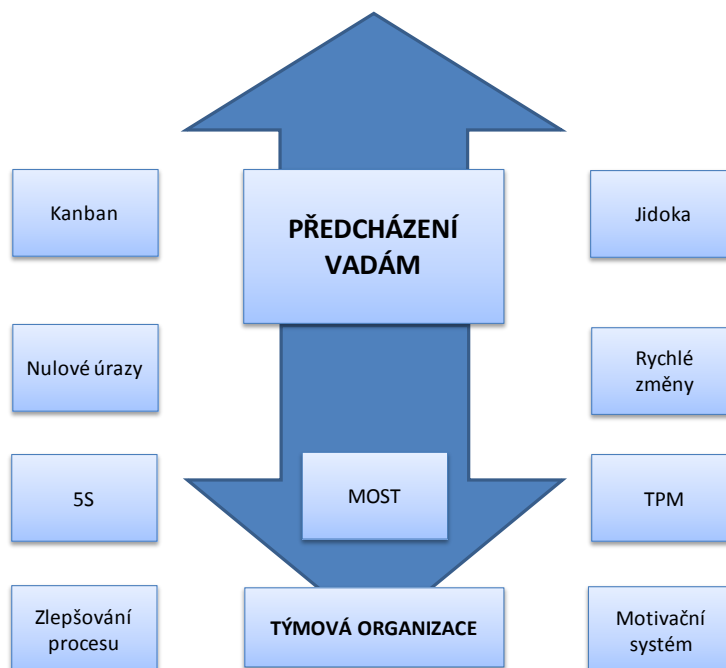 Kanban
PŘEDCHÁZENÍ
VADÁM
Jidoka
Nulové úrazy
Rychlé
změny
5S
MOST
TPM
Zlepšování
procesu
TÝMOVÁ ORGANIZACE
Motivační
systém